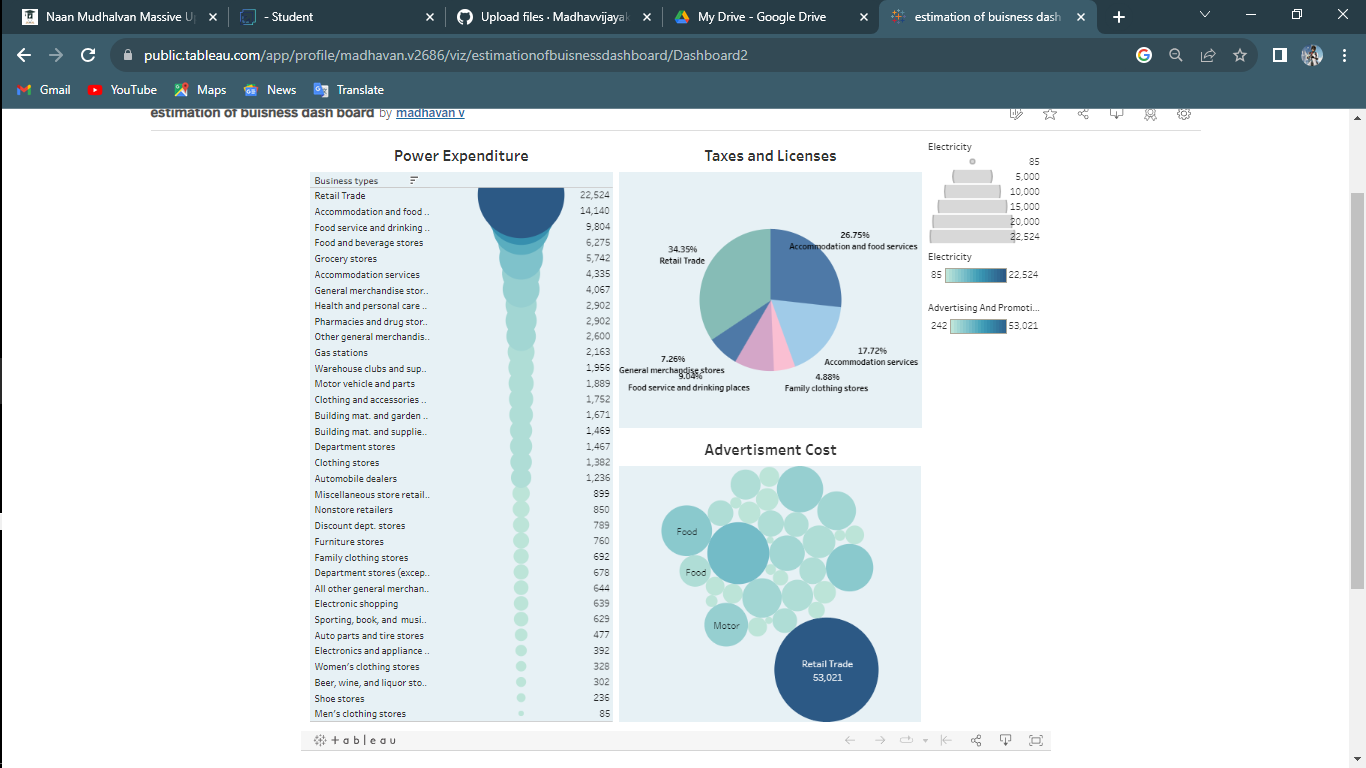 Naan Mudhalvan Massive U
- Student
Upload files · Madhavvijayak
My Drive - Google Drive
estimation of buisness dash
public.tableau.com/app/profile/madhavan.v2686/viz/estimationofbuisnessdashboard/Dashboard2
Gmail
YouTube
Maps
News
Translate
estimation of buisness dash board by madhavan v
Power Expenditure
Business types
Retail Trade 22,524
Accommodation and food .. 14,140
Food service and drinking .. 9,804
Food and beverage stores 6,275
Grocery stores 5,742
Accommodation services 4,335
General merchandise stor.. 4,067
Health and personal care .. 2,902
Pharmacies and drug stor.. 2,902
Other general merchandis.. 2,600
Gas stations 2,163
Warehouse clubs and sup.. 1,956
Motor vehicle and parts 1,889
Clothing and accessories .. 1,752
Building mat. and garden .. 1,671
Building mat. and supplie.. 1,469
Department stores 1,467
Clothing stores 1,382
Automobile dealers 1,236
Miscellaneous store retail.. 899
Nonstore retailers 850
Discount dept. stores 789
Furniture stores 760
Family clothing stores 692
Department stores (excep.. 678
All other general merchan.. 644
Electronic shopping 639
Sporting, book, and musi.. 629
Auto parts and tire stores 477
Electronics and appliance .. 392
Women's clothing stores 328
Beer, wine, and liquor sto.. 302
Shoe stores 236
Men's clothing stores 85
Taxes and Licenses
26.75%
Accommodation and food services
34.35%
Retail Trade
17.72%
Accommodation services
7.26%
General merchandise stores
9.04%
Food service and drinking places
4.88%
Family clothing stores
Advertisment Cost
Food
Food
Motor
Retail Trade
53,021
Electricity
85
5,000
10,000
15,000
20,000
22,524
Electricity
85 22,524
Advertising And Promoti...
242 53,021
+ableau